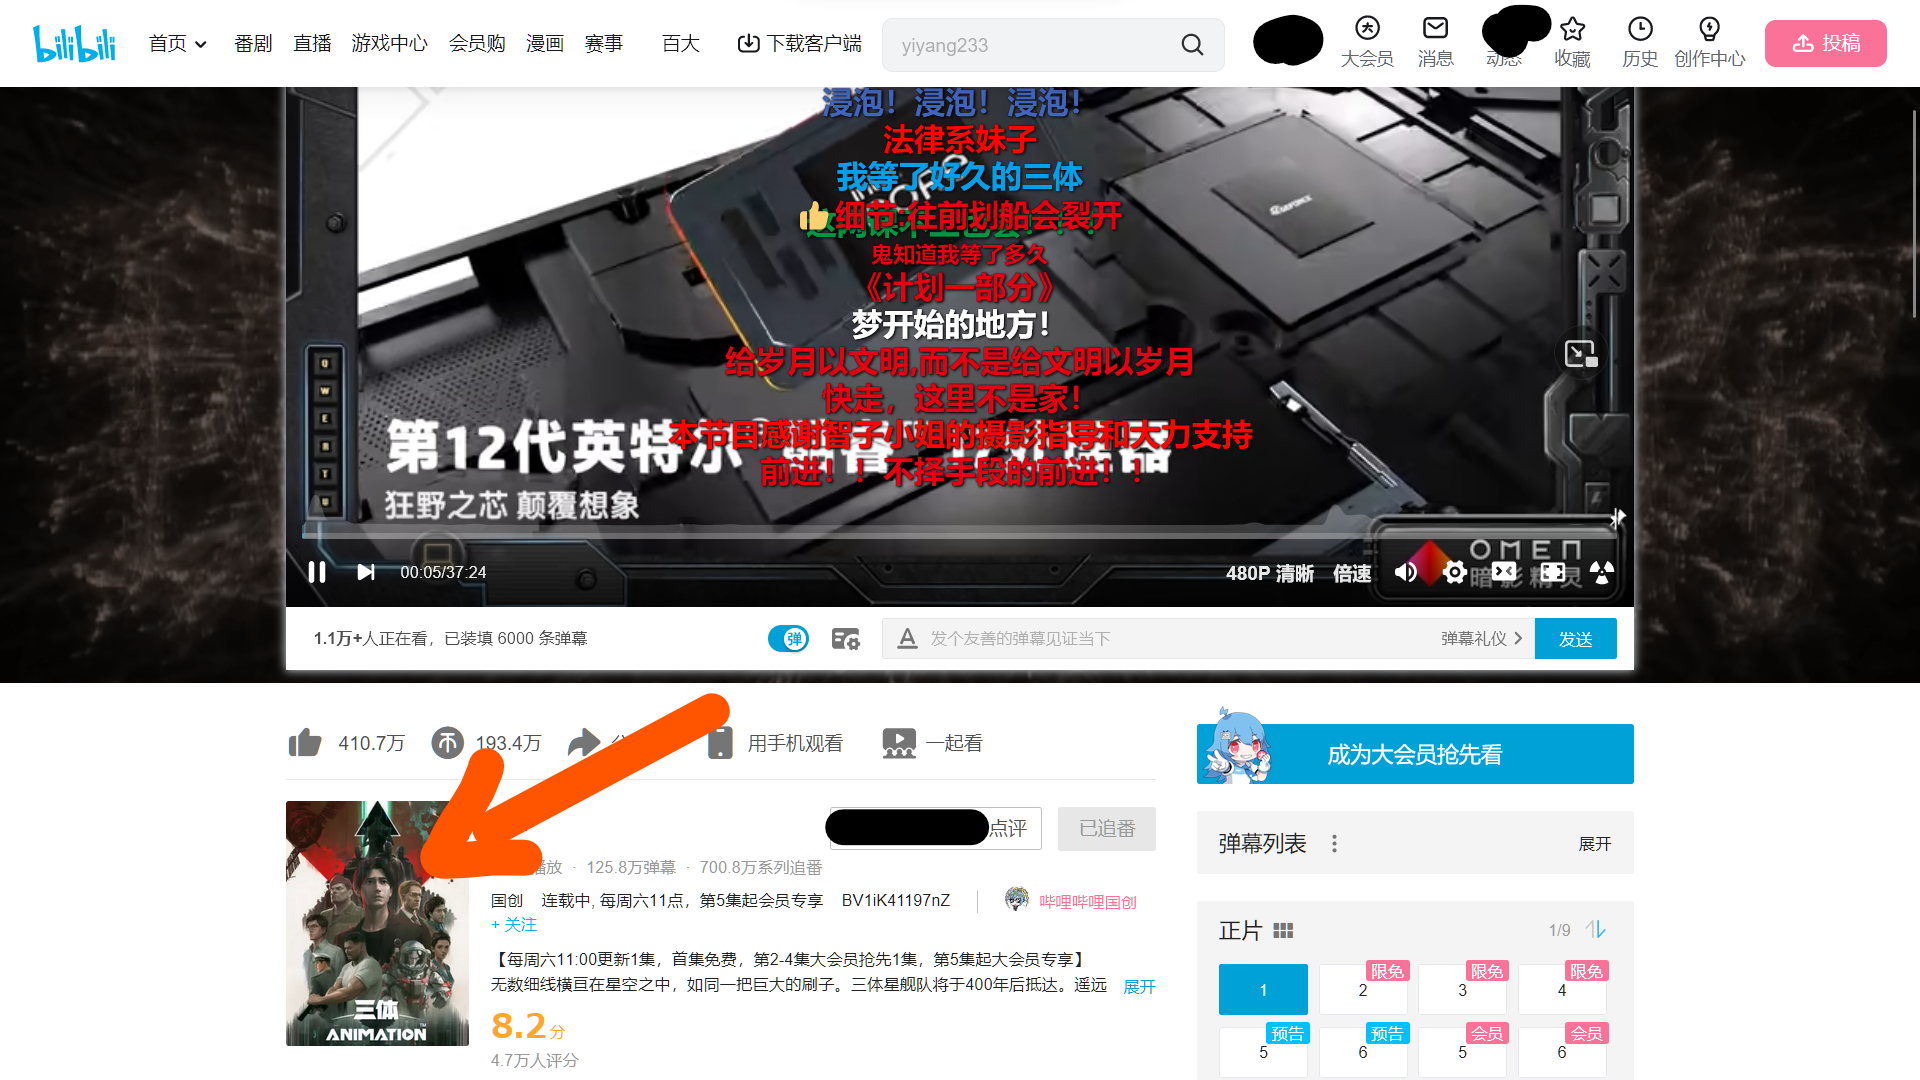 bilibili
首页
番剧
直播
游戏中心
会员购
漫画
赛事
百大
下载客户端
yiyang233
大会员
消息
动态
收藏
历史
创作中心
投稿
浸泡！浸泡！浸泡！
法律系妹子
我等了好久的三体
细节,往前划船会裂开
鬼知道我等了多久
《计划一部分》
梦开始的地方！
给岁月以文明,而不是给文明以岁月
快走，这里不是家！
本节目感谢智子小姐的摄影指导和大力支持
前进！！不择手段的前进！！
GEFORCE
第12代英特尔
狂野之芯 颠覆想象
OMEN
暗影精灵
00:05/37:24
480P 清晰
倍速
1.1万+人正在看，已装填 6000 条弹幕
弹
发个友善的弹幕见证当下
弹幕礼仪
发送
410.7万
193.4万
用手机观看
一起看
成为大会员抢先看
点评
已追番
播放 · 125.8万弹幕 · 700.8万系列追番
国创 连载中, 每周六11点，第5集起会员专享 BV1iK41197nZ
哔哩哔哩国创
+ 关注
【每周六11:00更新1集，首集免费，第2-4集大会员抢先1集，第5集起大会员专享】
无数细线横亘在星空之中，如同一把巨大的刷子。三体星舰队将于400年后抵达。遥远
展开
8.2分
4.7万人评分
三体
ANIMATION
弹幕列表
展开
正片
1/9
1
2
限免
3
限免
4
限免
5
预告
6
预告
5
会员
6
会员